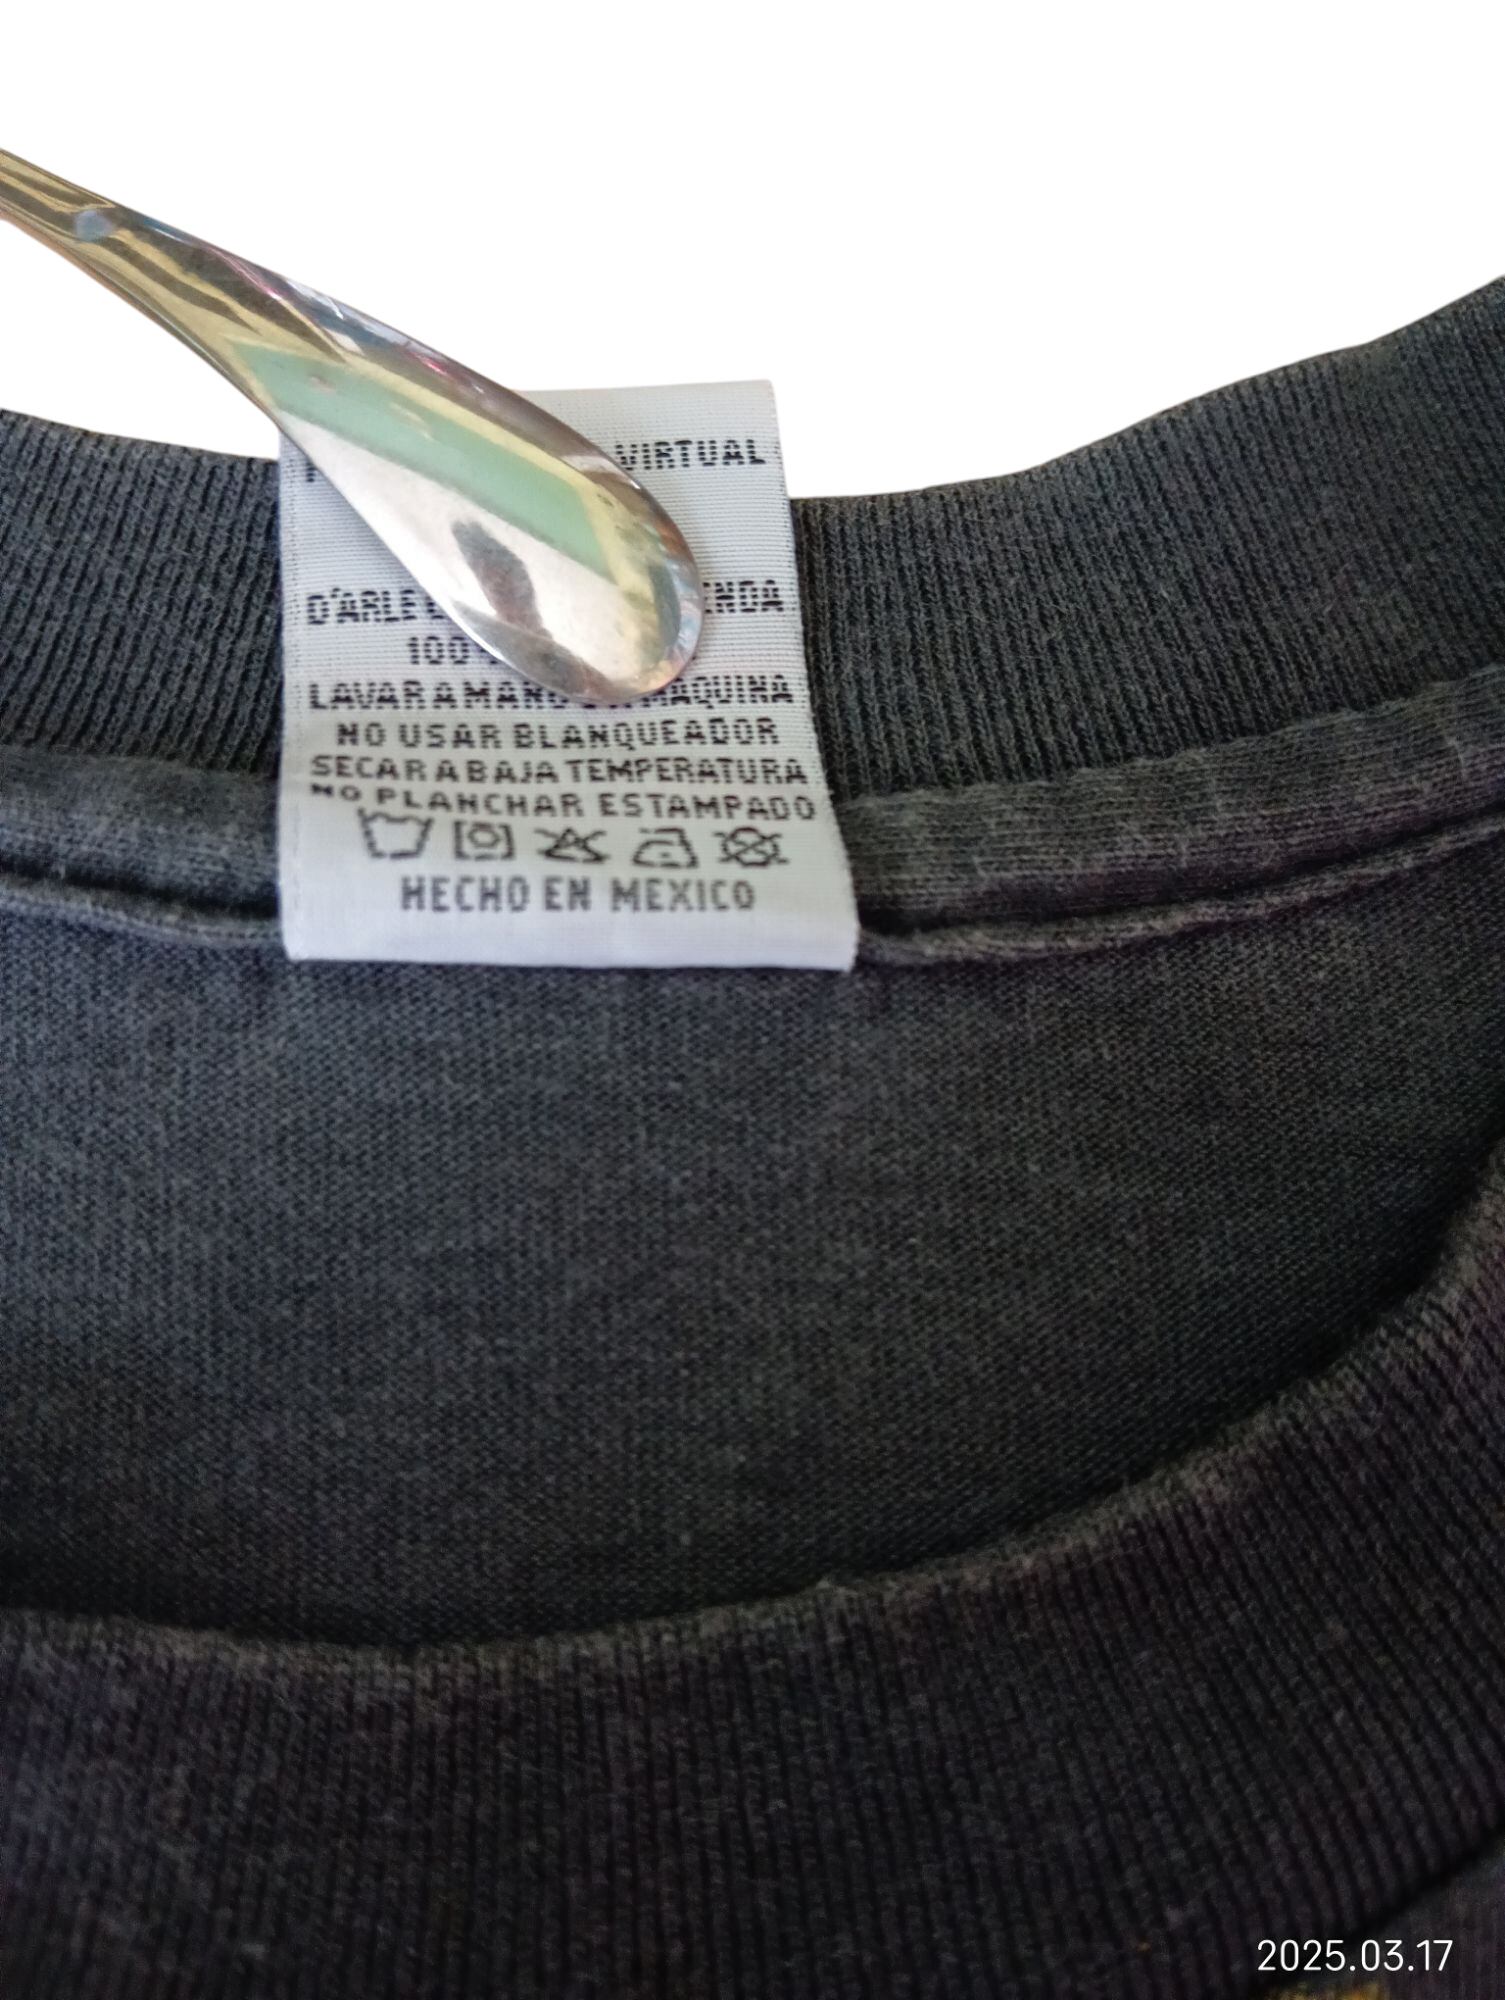 VIRTUAL
100
LAVAR A MANO MAQUINA
NO USAR BLANQUEADOR
SECAR A BAJA TEMPERATURA
NO PLANCHAR ESTAMPADO
HECHO EN MEXICO
2025.03.17